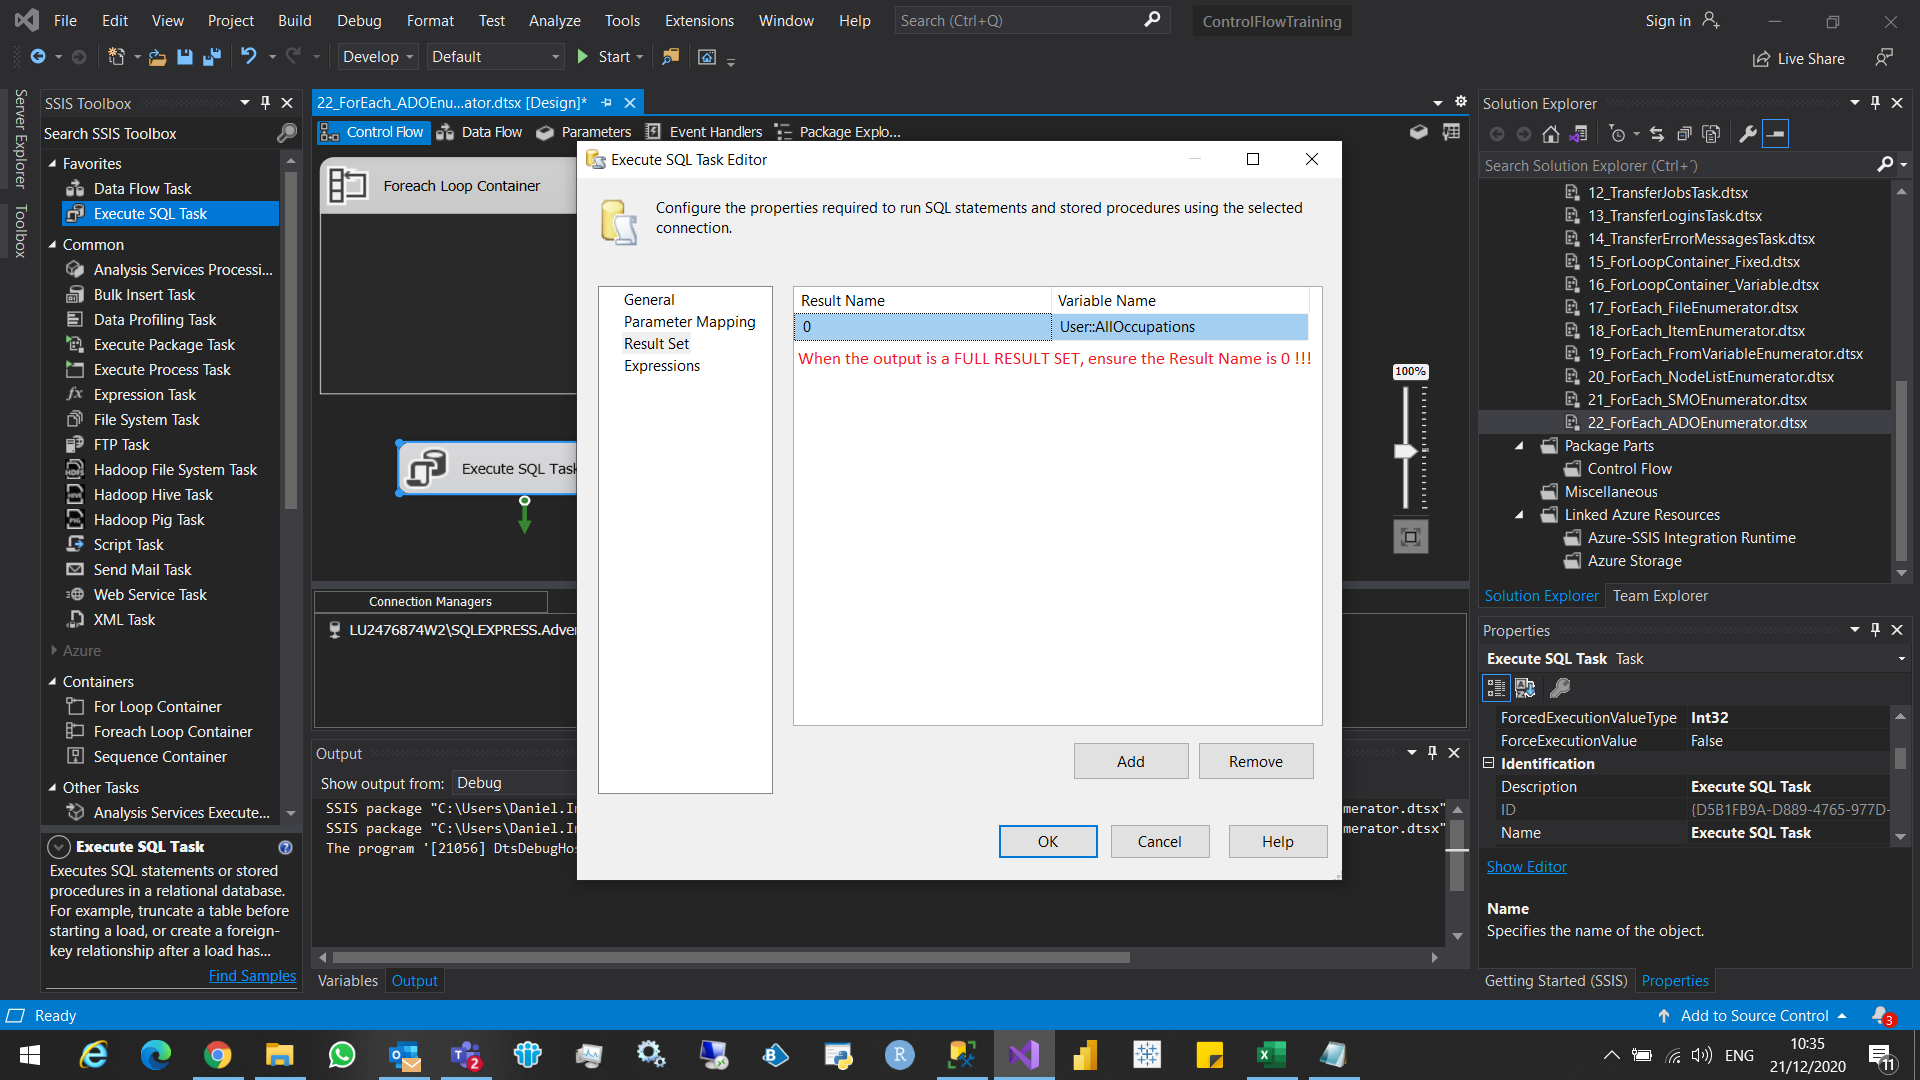 File Edit View Project Build Debug Format Test Analyze Tools Extensions Window Help Search (Ctrl+Q) ControlFlowTraining Sign in
Develop Default Start Live Share
Server Explorer
Toolbox
SSIS Toolbox
Search SSIS Toolbox
Favorites
Data Flow Task
Execute SQL Task
Common
Analysis Services Processi...
Bulk Insert Task
Data Profiling Task
Execute Package Task
Execute Process Task
Expression Task
File System Task
FTP Task
Hadoop File System Task
Hadoop Hive Task
Hadoop Pig Task
Script Task
Send Mail Task
Web Service Task
XML Task
Azure
Containers
For Loop Container
Foreach Loop Container
Sequence Container
Other Tasks
Analysis Services Execute...
Execute SQL Task
Executes SQL statements or stored
procedures in a relational database.
For example, truncate a table before
starting a load, or create a foreign-
key relationship after a load has...
Find Samples
22_ForEach_ADOEnu...ator.dtsx [Design]*
Control Flow Data Flow Parameters Event Handlers Package Explo...
Foreach Loop Container
Execute SQL Task
100%
Connection Managers
LU2476874W2\SQLEXPRESS.Adven
Execute SQL Task Editor
Configure the properties required to run SQL statements and stored procedures using the selected
connection.
General
Parameter Mapping
Result Set
Expressions
Result Name Variable Name
0 User::AllOccupations
When the output is a FULL RESULT SET, ensure the Result Name is 0 !!!
Add Remove
OK Cancel Help
Output
Show output from: Debug
SSIS package "C:\Users\Daniel.In merator.dtsx"
SSIS package "C:\Users\Daniel.In merator.dtsx"
The program '[21056] DtsDebugHos
Variables Output
Solution Explorer
Search Solution Explorer (Ctrl+¨)
12_TransferJobsTask.dtsx
13_TransferLoginsTask.dtsx
14_TransferErrorMessagesTask.dtsx
15_ForLoopContainer_Fixed.dtsx
16_ForLoopContainer_Variable.dtsx
17_ForEach_FileEnumerator.dtsx
18_ForEach_ItemEnumerator.dtsx
19_ForEach_FromVariableEnumerator.dtsx
20_ForEach_NodeListEnumerator.dtsx
21_ForEach_SMOEnumerator.dtsx
22_ForEach_ADOEnumerator.dtsx
Package Parts
Control Flow
Miscellaneous
Linked Azure Resources
Azure-SSIS Integration Runtime
Azure Storage
Solution Explorer Team Explorer
Properties
Execute SQL Task Task
ForcedExecutionValueType Int32
ForceExecutionValue False
Identification
Description Execute SQL Task
ID {D5B1FB9A-D889-4765-977D-
Name Execute SQL Task
Show Editor
Name
Specifies the name of the object.
Getting Started (SSIS) Properties
Ready Add to Source Control 3
2 ENG 10:35
21/12/2020 11